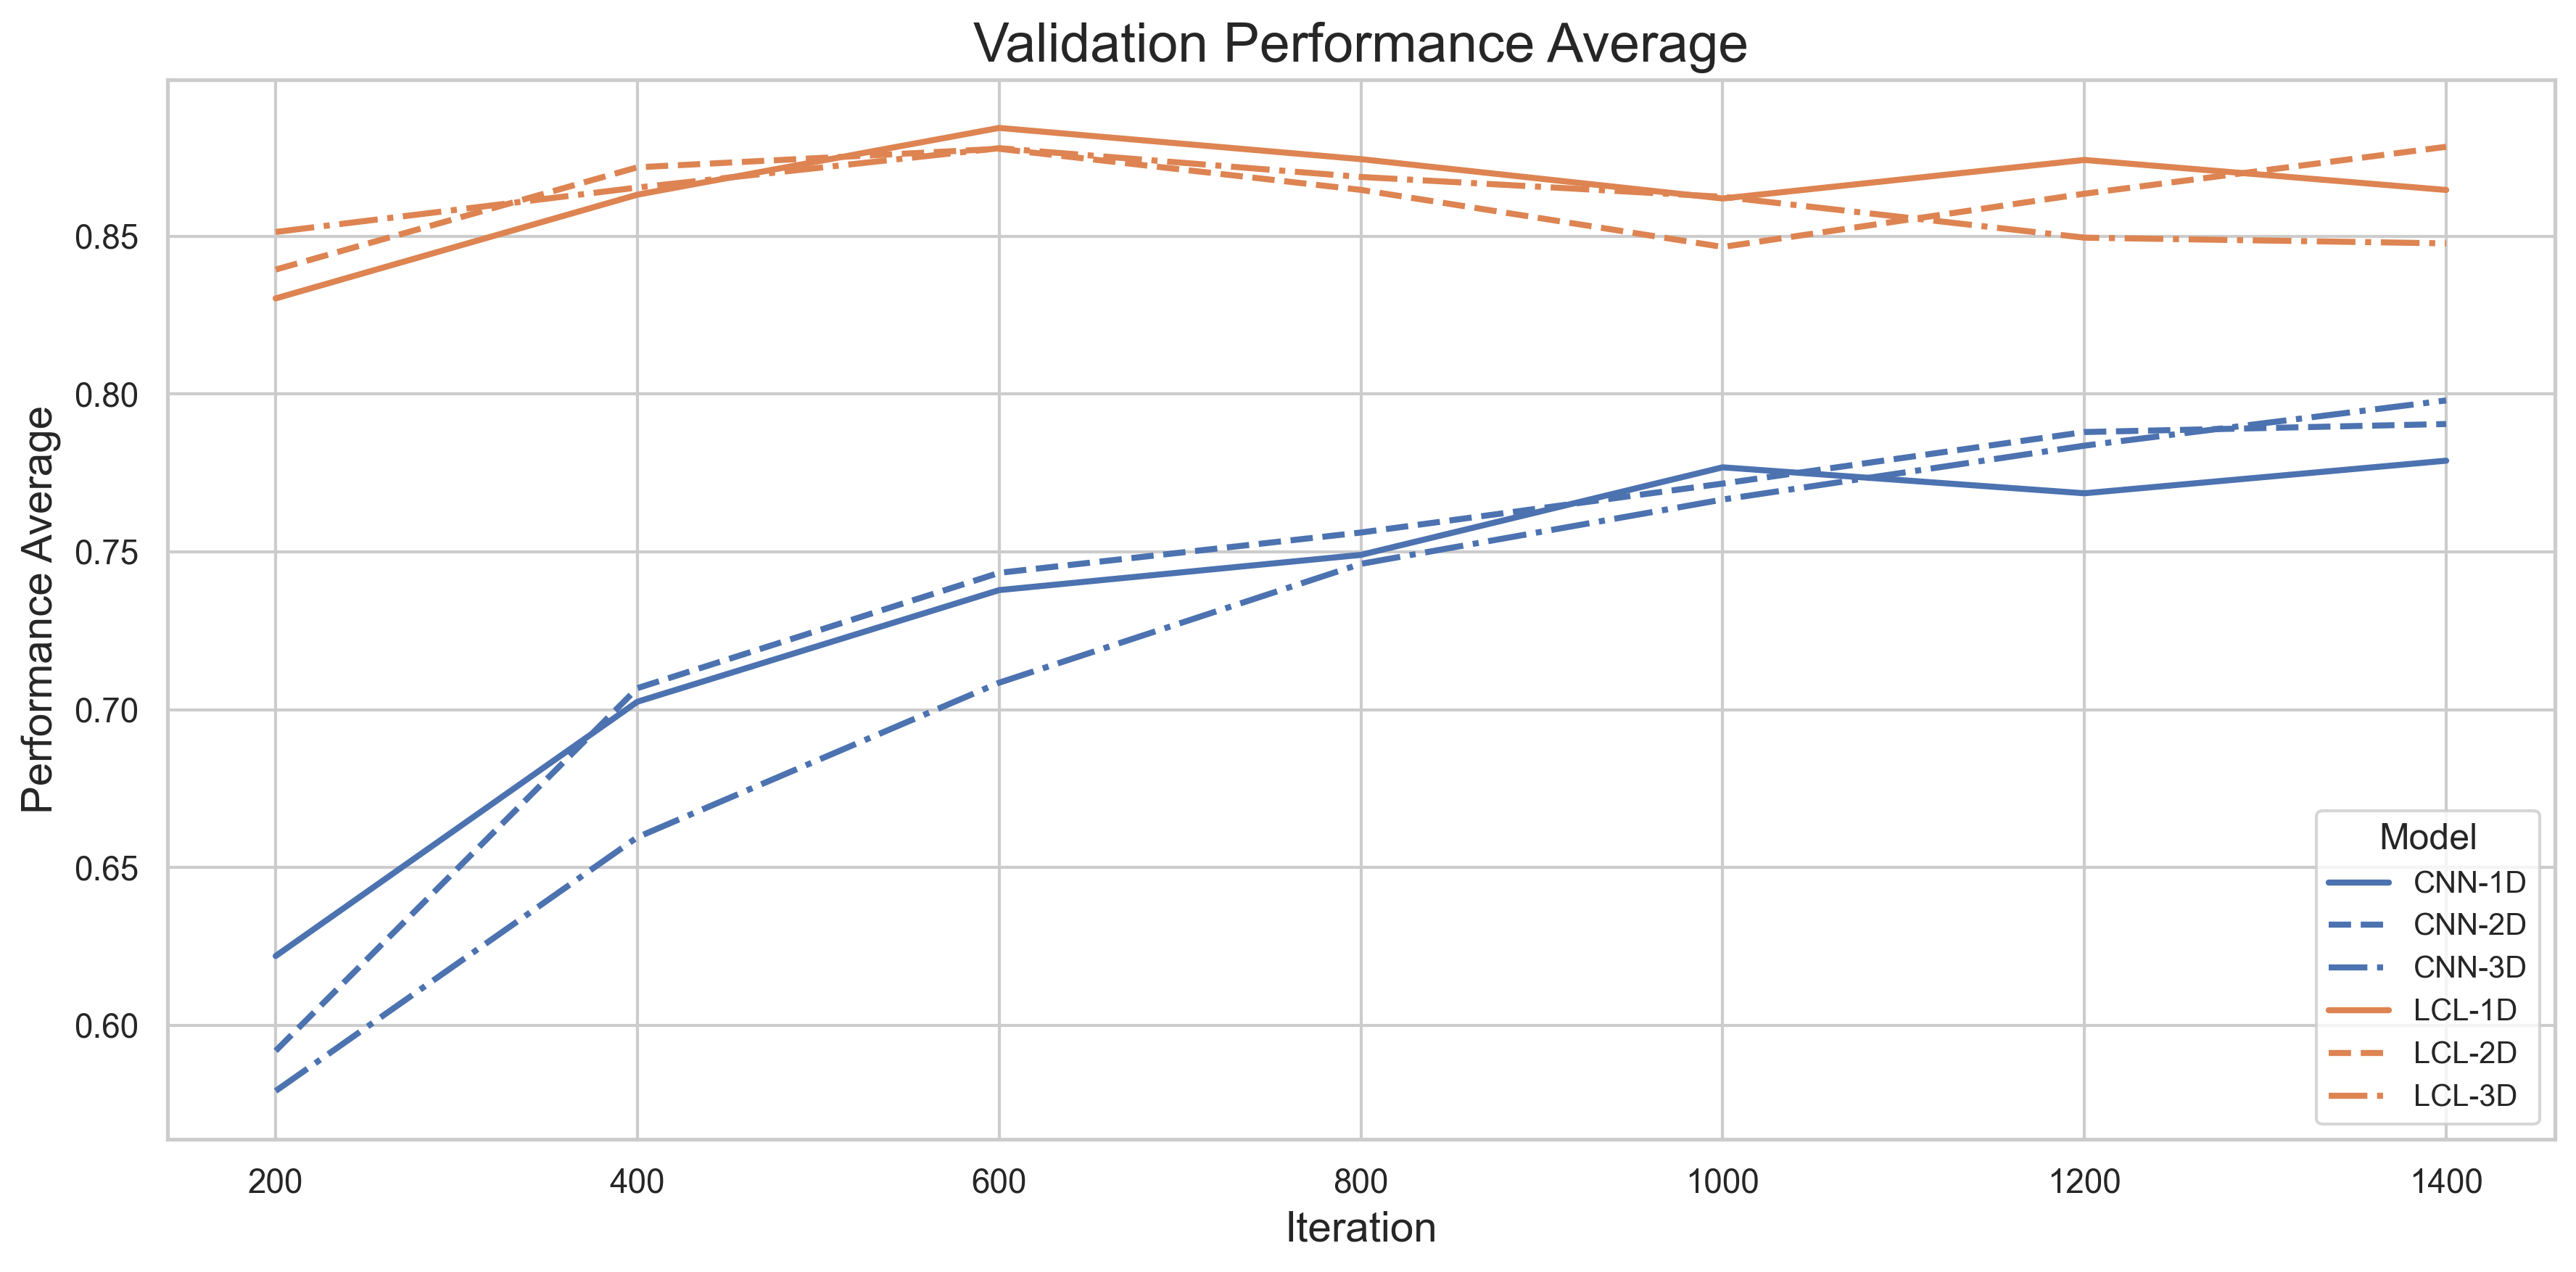 Validation Performance Average
Performance Average
0.85
0.80
0.75
0.70
0.65
0.60
200 400 600 800 1000 1200 1400
Iteration
Model
CNN-1D
CNN-2D
CNN-3D
LCL-1D
LCL-2D
LCL-3D